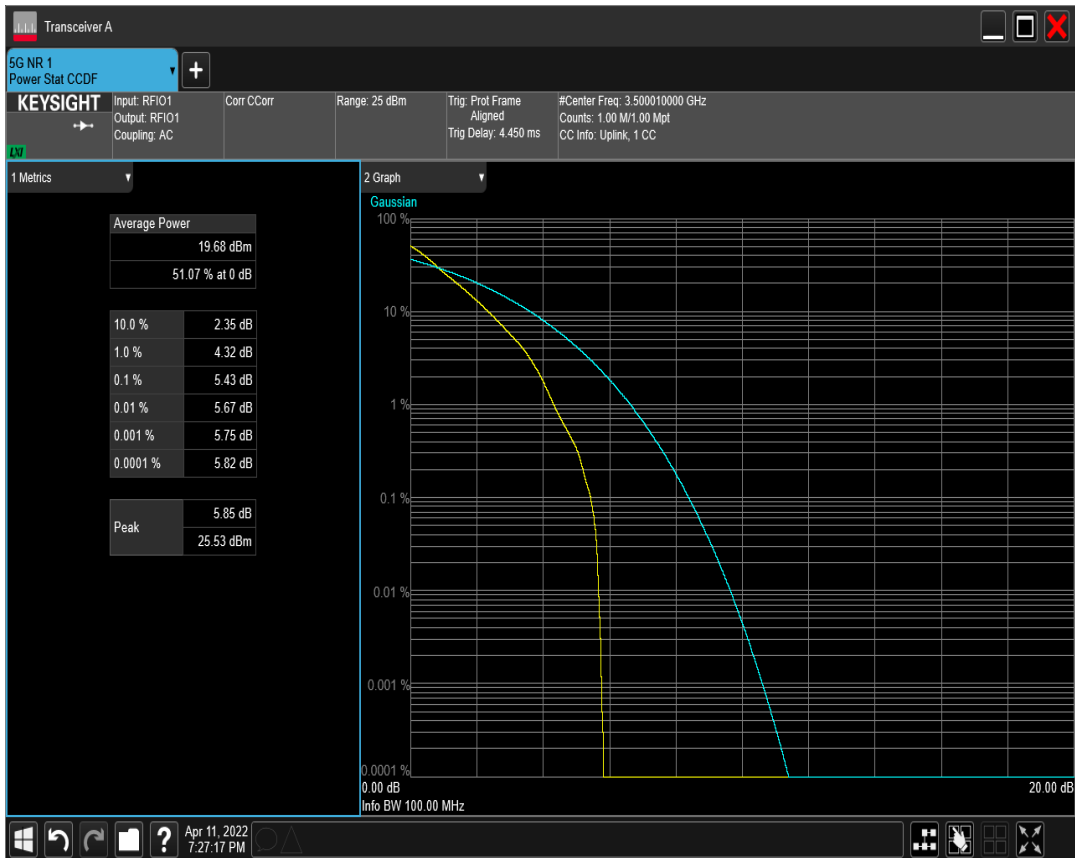 Transceiver A
5G NR 1
Power Stat CCDF
+
KEYSIGHT
LXI
Input: RFIO1
Output: RFIO1
Coupling: AC
Corr CCorr
Range: 25 dBm
Trig: Prot Frame
Aligned
Trig Delay: 4.450 ms
#Center Freq: 3.500010000 GHz
Counts: 1.00 M/1.00 Mpt
CC Info: Uplink, 1 CC
1 Metrics
Average Power
19.68 dBm
51.07 % at 0 dB
10.0 % 2.35 dB
1.0 % 4.32 dB
0.1 % 5.43 dB
0.01 % 5.67 dB
0.001 % 5.75 dB
0.0001 % 5.82 dB
Peak
5.85 dB
25.53 dBm
2 Graph
Gaussian
100 %
10 %
1 %
0.1 %
0.01 %
0.001 %
0.0001 %
0.00 dB 20.00 dB
Info BW 100.00 MHz
?
Apr 11, 2022
7:27:17 PM